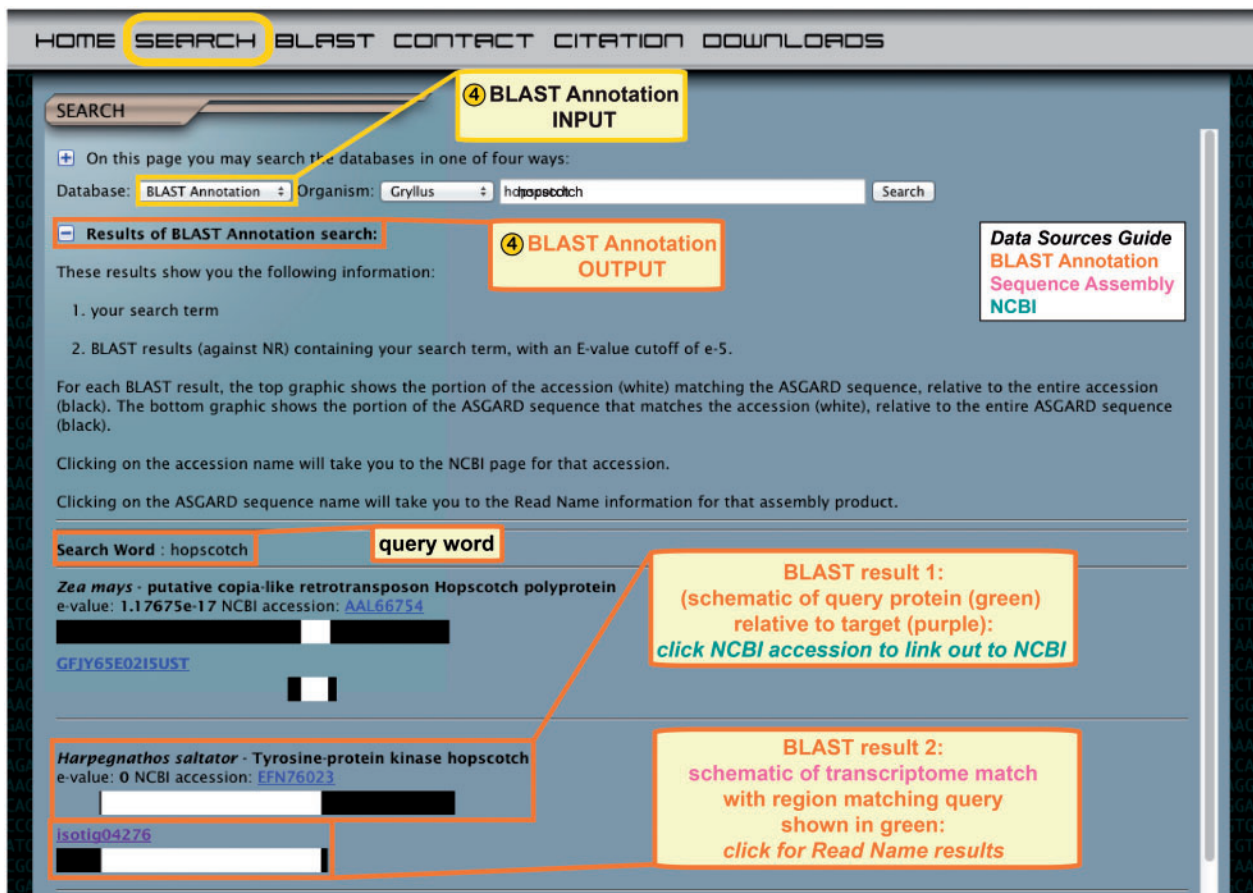 HOME SEARCH BLAST CONTACT CITATION DOWNLOADS
④ BLAST Annotation
INPUT
SEARCH
On this page you may search the databases in one of four ways:
Database: BLAST Annotation Organism: Gryllus hopscotch Search
Results of BLAST Annotation search:
④ BLAST Annotation
OUTPUT
Data Sources Guide
BLAST Annotation
Sequence Assembly
NCBI
These results show you the following information:
1. your search term
2. BLAST results (against NR) containing your search term, with an E-value cutoff of e-5.
For each BLAST result, the top graphic shows the portion of the accession (white) matching the ASGARD sequence, relative to the entire accession
(black). The bottom graphic shows the portion of the ASGARD sequence that matches the accession (white), relative to the entire ASGARD sequence
(black).
Clicking on the accession name will take you to the NCBI page for that accession.
Clicking on the ASGARD sequence name will take you to the Read Name information for that assembly product.
Search Word : hopscotch
query word
Zea mays - putative copia-like retrotransposon Hopscotch polyprotein
e-value: 1.17675e-17 NCBI accession: AAL66754
GFJY65E02I5UST
BLAST result 1:
(schematic of query protein (green)
relative to target (purple):
click NCBI accession to link out to NCBI
Harpegnathos saltator - Tyrosine-protein kinase hopscotch
e-value: 0 NCBI accession: EFN76023
isotig04276
BLAST result 2:
schematic of transcriptome match
with region matching query
shown in green:
click for Read Name results